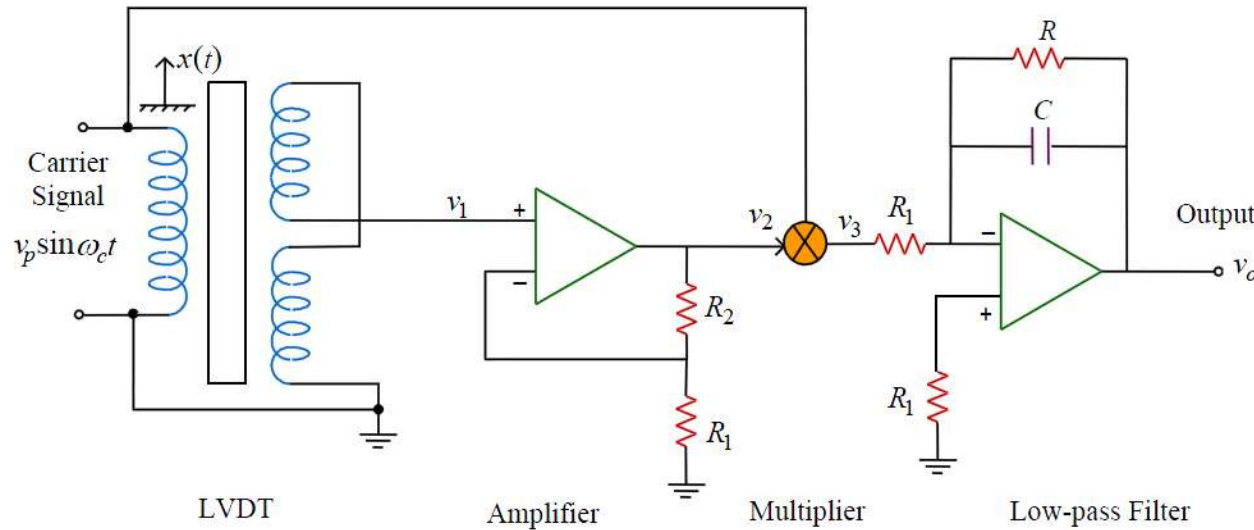 R
x(t)
C
Carrier
Signal
v_p sin ω_c t
v_1
+
−
v_2
v_3
R_1
−
+
Output
v_o
R_2
R_1
R_1
LVDT
Amplifier
Multiplier
Low-pass Filter